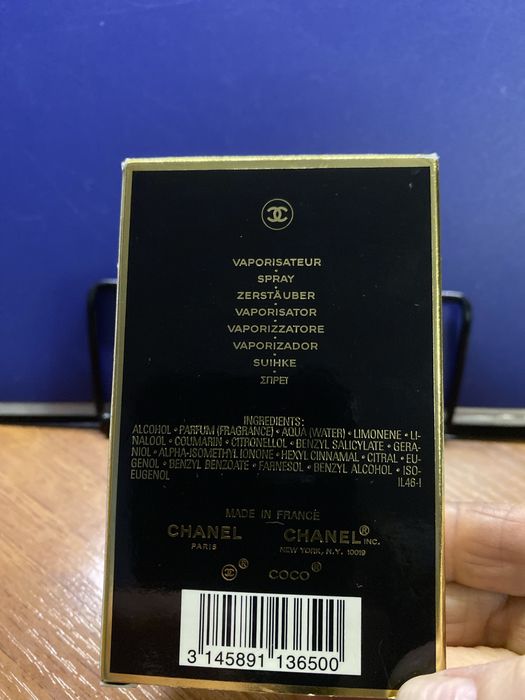 VAPORISATEUR
SPRAY
ZERSTÄUBER
VAPORISATOR
VAPORIZZATORE
VAPORIZADOR
SUIHKE
ΣΠΡΕΪ
INGREDIENTS:
ALCOHOL • PARFUM (FRAGRANCE) • AQUA (WATER) • LIMONENE • LI-
NALOOL • COUMARIN • CITRONELLOL • BENZYL SALICYLATE • GERA-
NIOL • ALPHA-ISOMETHYL IONONE • HEXYL CINNAMAL • CITRAL • EU-
GENOL • BENZYL BENZOATE • FARNESOL • BENZYL ALCOHOL • ISO-
EUGENOL IL46-I
MADE IN FRANCE
CHANEL CHANEL® INC.
PARIS NEW YORK, N.Y. 10019
® COCO®
3 145891 136500